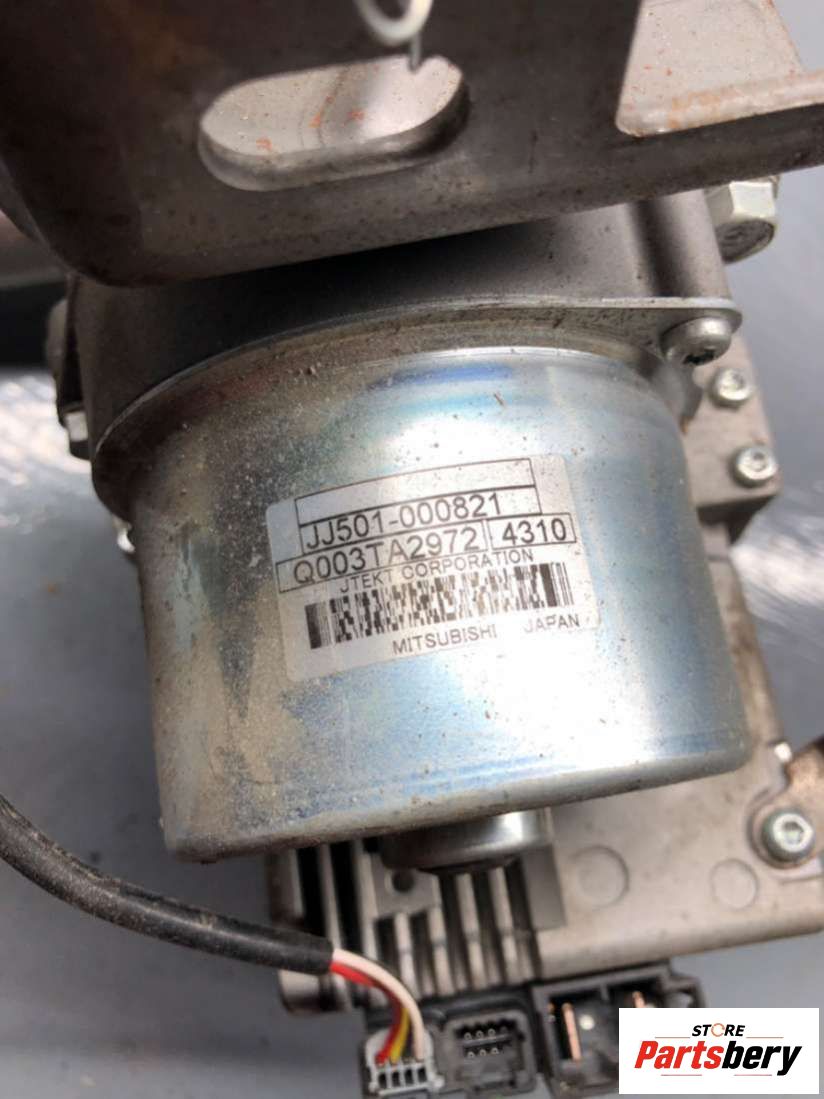 JJ501-000821
Q003TA2972 4310
JTEKT CORPORATION
MITSUBISHI JAPAN
STORE
Partsbery